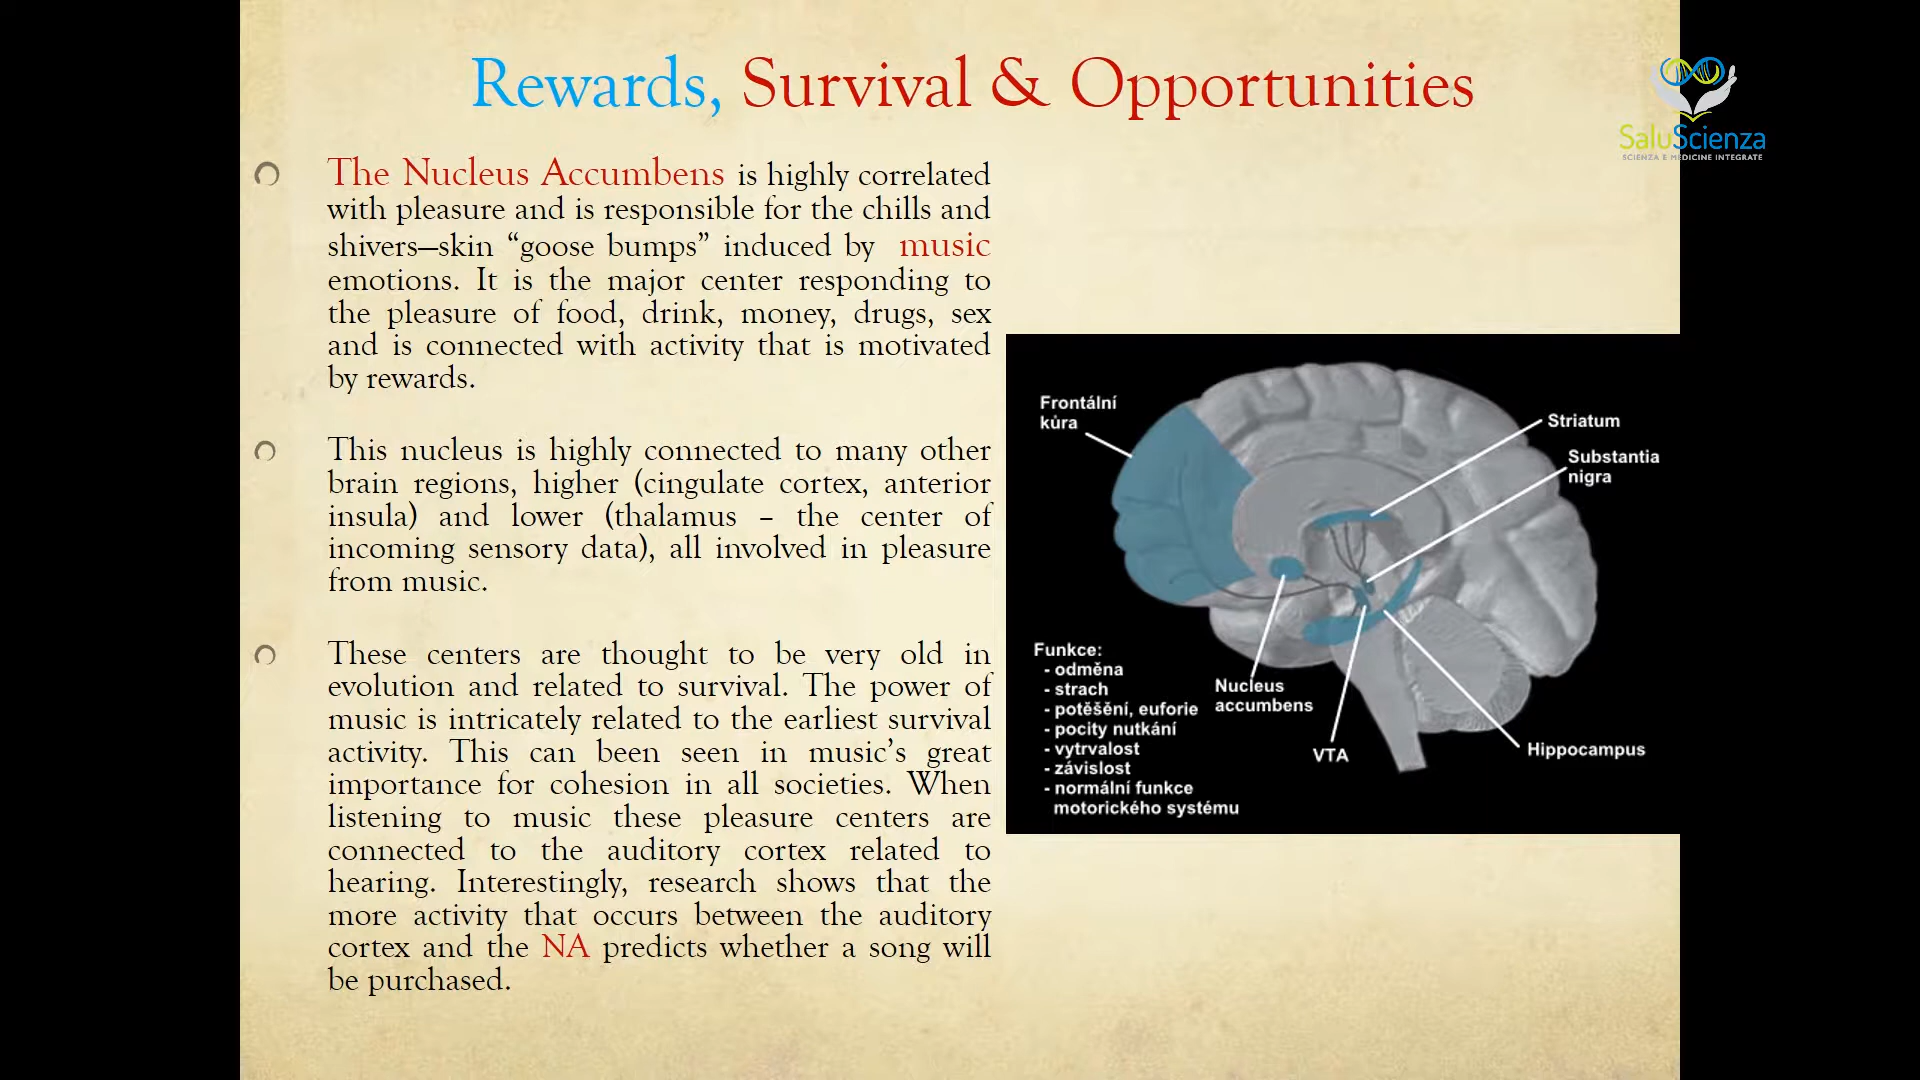 Rewards, Survival & Opportunities
SaluScienza
SCIENZA E MEDICINE INTEGRATE
The Nucleus Accumbens is highly correlated
with pleasure and is responsible for the chills and
shivers—skin “goose bumps” induced by music
emotions. It is the major center responding to
the pleasure of food, drink, money, drugs, sex
and is connected with activity that is motivated
by rewards.
This nucleus is highly connected to many other
brain regions, higher (cingulate cortex, anterior
insula) and lower (thalamus – the center of
incoming sensory data), all involved in pleasure
from music.
These centers are thought to be very old in
evolution and related to survival. The power of
music is intricately related to the earliest survival
activity. This can been seen in music’s great
importance for cohesion in all societies. When
listening to music these pleasure centers are
connected to the auditory cortex related to
hearing. Interestingly, research shows that the
more activity that occurs between the auditory
cortex and the NA predicts whether a song will
be purchased.
Frontální
kůra
Striatum
Substantia
nigra
Funkce:
- odměna
- strach
- potěšění, euforie
- pocity nutkání
- vytrvalost
- závislost
- normální funkce
motorického systému
Nucleus
accumbens
VTA
Hippocampus